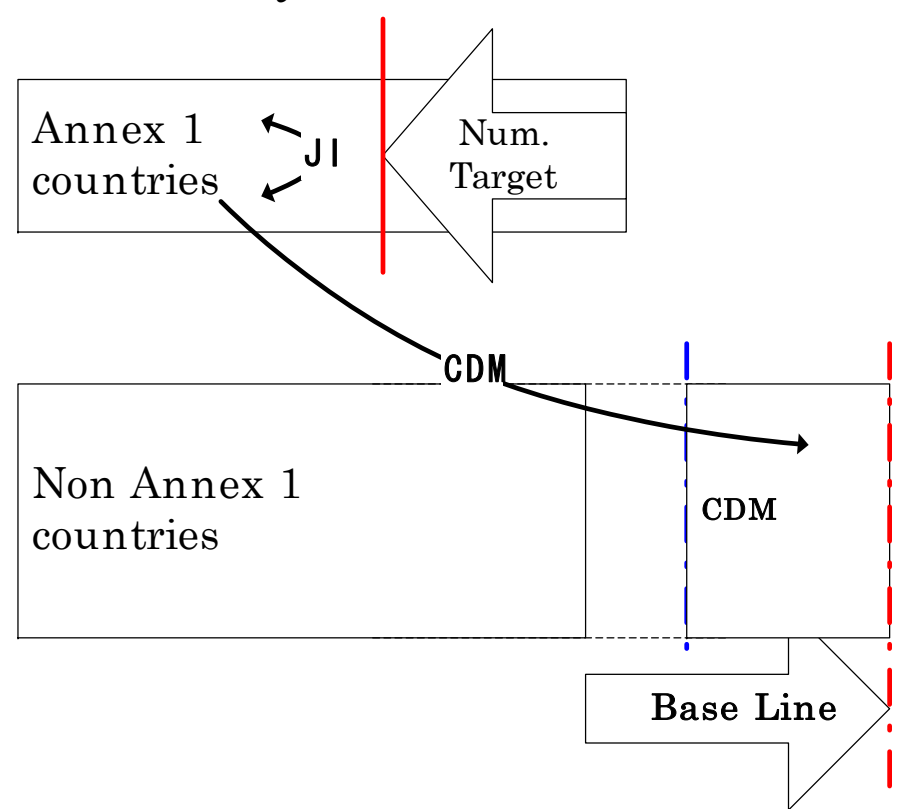 Annex 1
countries
JI
Num.
Target
CDM
Non Annex 1
countries
CDM
Base Line